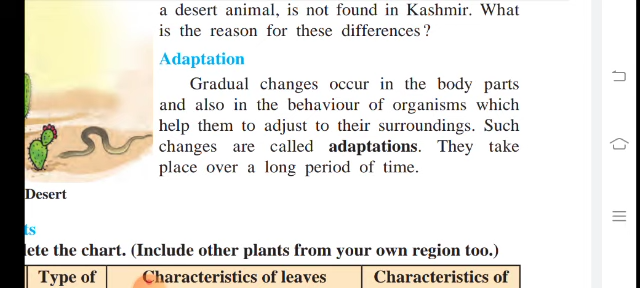 a desert animal, is not found in Kashmir. What
is the reason for these differences ?
Adaptation
Gradual changes occur in the body parts
and also in the behaviour of organisms which
help them to adjust to their surroundings. Such
changes are called adaptations. They take
place over a long period of time.
Desert
ts
lete the chart. (Include other plants from your own region too.)
Type of
Characteristics of leaves
Characteristics of